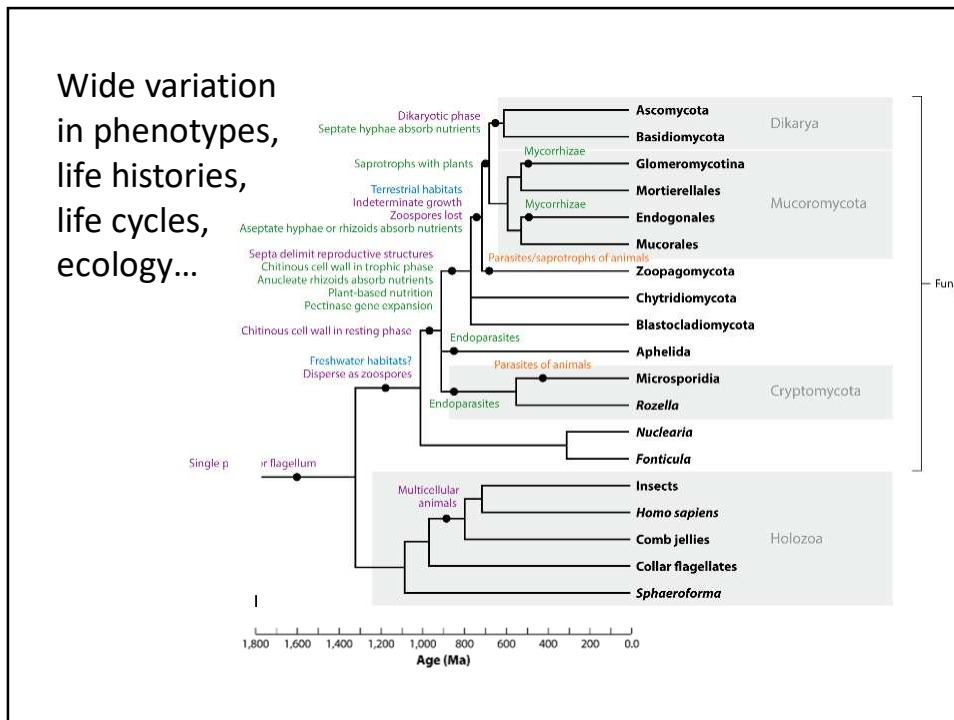 Wide variation
in phenotypes,
life histories,
life cycles,
ecology…
Dikaryotic phase
Septate hyphae absorb nutrients
Saprotrophs with plants
Terrestrial habitats
Indeterminate growth
Zoospores lost
Aseptate hyphae or rhizoids absorb nutrients
Septa delimit reproductive structures
Chitinous cell wall in trophic phase
Anucleate rhizoids absorb nutrients
Plant-based nutrition
Pectinase gene expansion
Chitinous cell wall in resting phase
Freshwater habitats?
Disperse as zoospores
Single p or flagellum
Mycorrhizae
Mycorrhizae
Parasites/saprotrophs of animals
Endoparasites
Parasites of animals
Endoparasites
Multicellular
animals
Ascomycota
Basidiomycota
Glomeromycotina
Mortierellales
Endogonales
Mucorales
Zoopagomycota
Chytridiomycota
Blastocladiomycota
Aphelida
Microsporidia
Rozella
Nuclearia
Fonticula
Insects
Homo sapiens
Comb jellies
Collar flagellates
Sphaeroforma
Dikarya
Mucoromycota
Cryptomycota
Holozoa
Fun
1,800 1,600 1,400 1,200 1,000 800 600 400 200 0.0
Age (Ma)